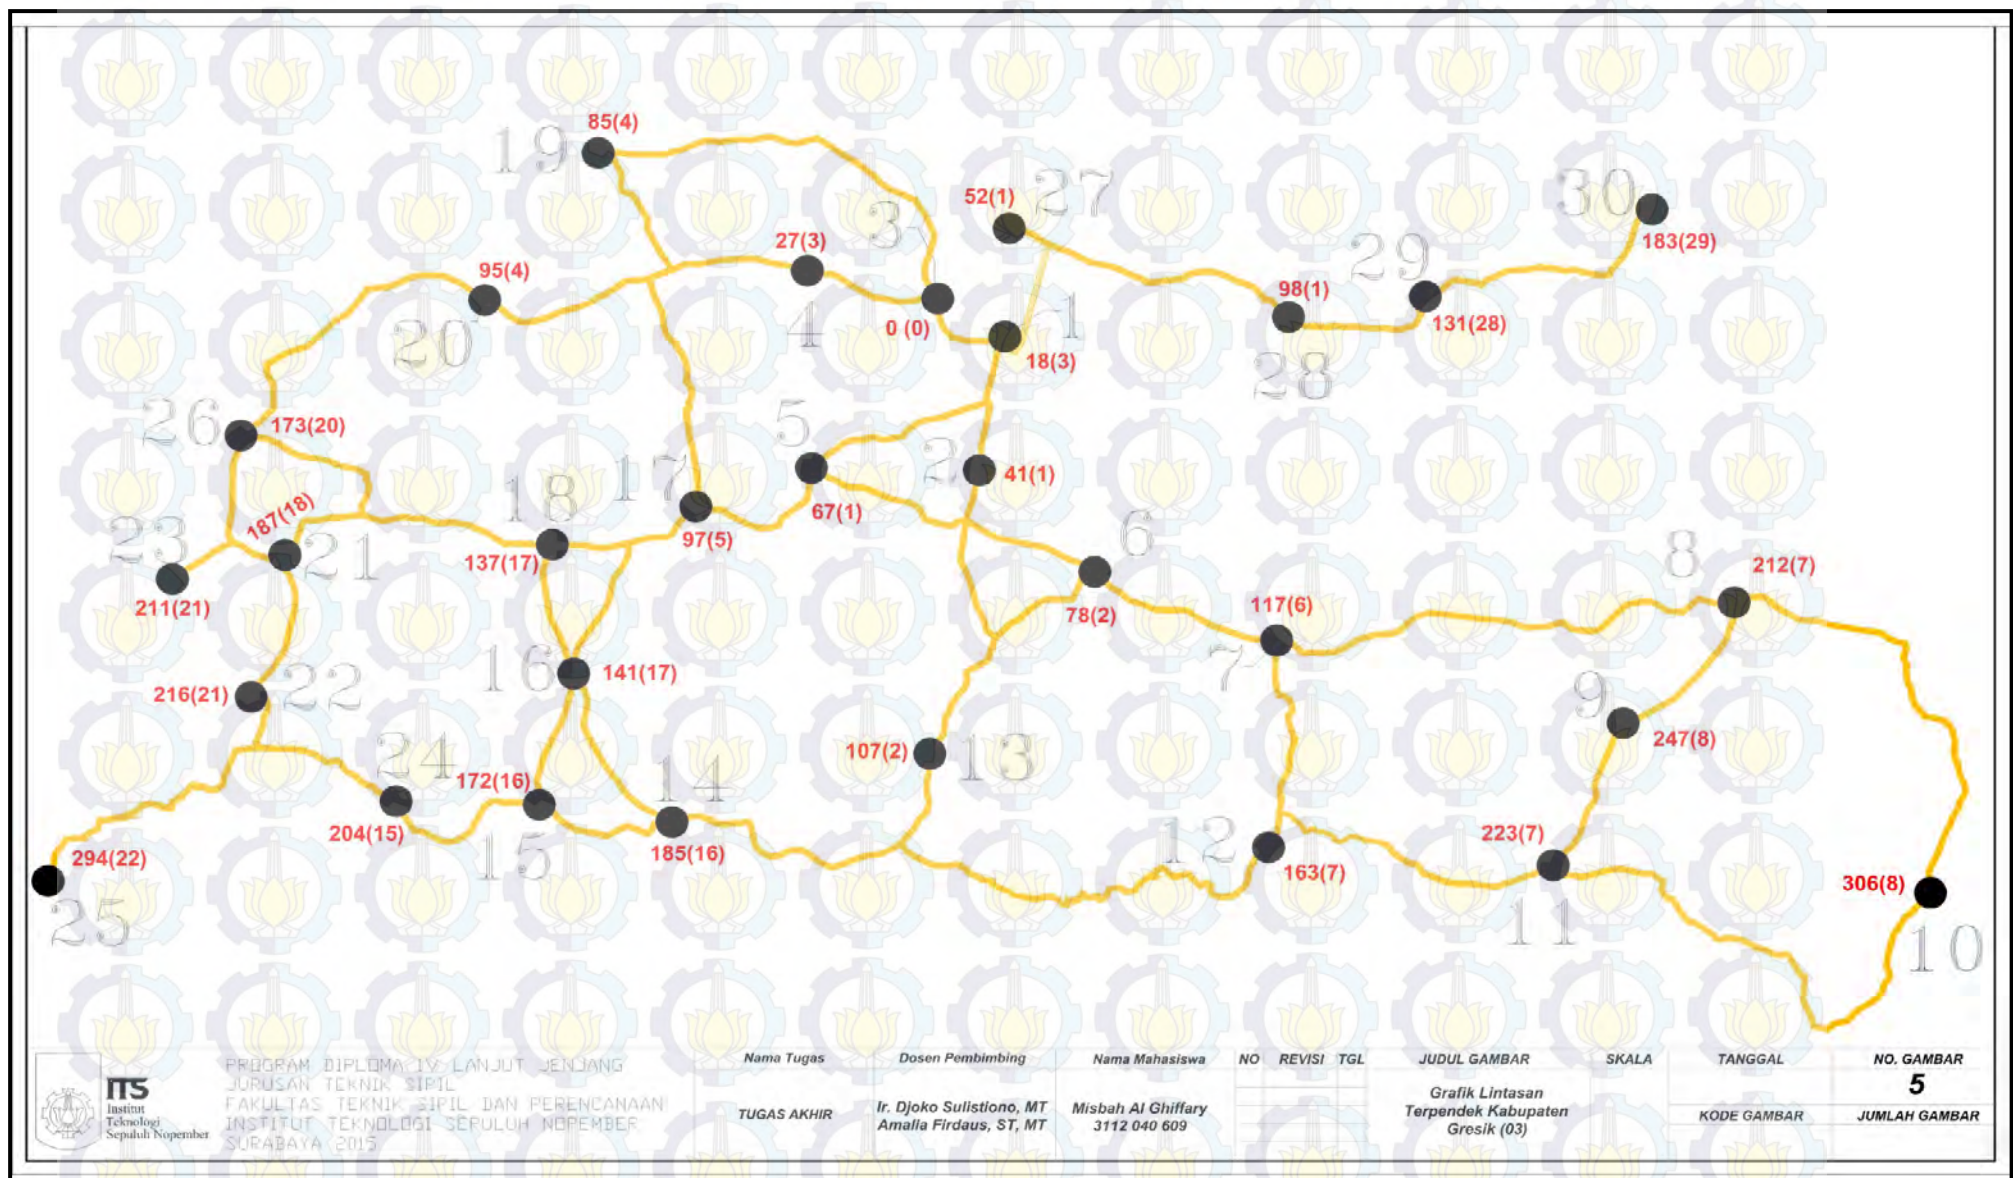 85(4)
19
52(1)
27
30
183(29)
3
27(3)
29
95(4)
98(1)
131(28)
4
0 (0)
1
20
18(3)
28
26
173(20)
5
2
41(1)
18
17
187(18)
67(1)
6
23
21
137(17)
97(5)
8
212(7)
211(21)
78(2)
117(6)
16
141(17)
7
216(21)
22
9
247(8)
107(2)
13
24
172(16)
14
204(15)
15
185(16)
12
163(7)
223(7)
294(22)
306(8)
25
11
10
ITS
Institut
Teknologi
Sepuluh Nopember
PROGRAM DIPLOMA IV LANJUT JENJANG
JURUSAN TEKNIK SIPIL
FAKULTAS TEKNIK SIPIL DAN PERENCANAAN
INSTITUT TEKNOLOGI SEPULUH NOPEMBER
SURABAYA 2015
Nama Tugas
TUGAS AKHIR
Dosen Pembimbing
Ir. Djoko Sulistiono, MT
Amalia Firdaus, ST, MT
Nama Mahasiswa
Misbah Al Ghiffary
3112 040 609
NO REVISI TGL
JUDUL GAMBAR
Grafik Lintasan
Terpendek Kabupaten
Gresik (03)
SKALA
TANGGAL
KODE GAMBAR
NO. GAMBAR
5
JUMLAH GAMBAR